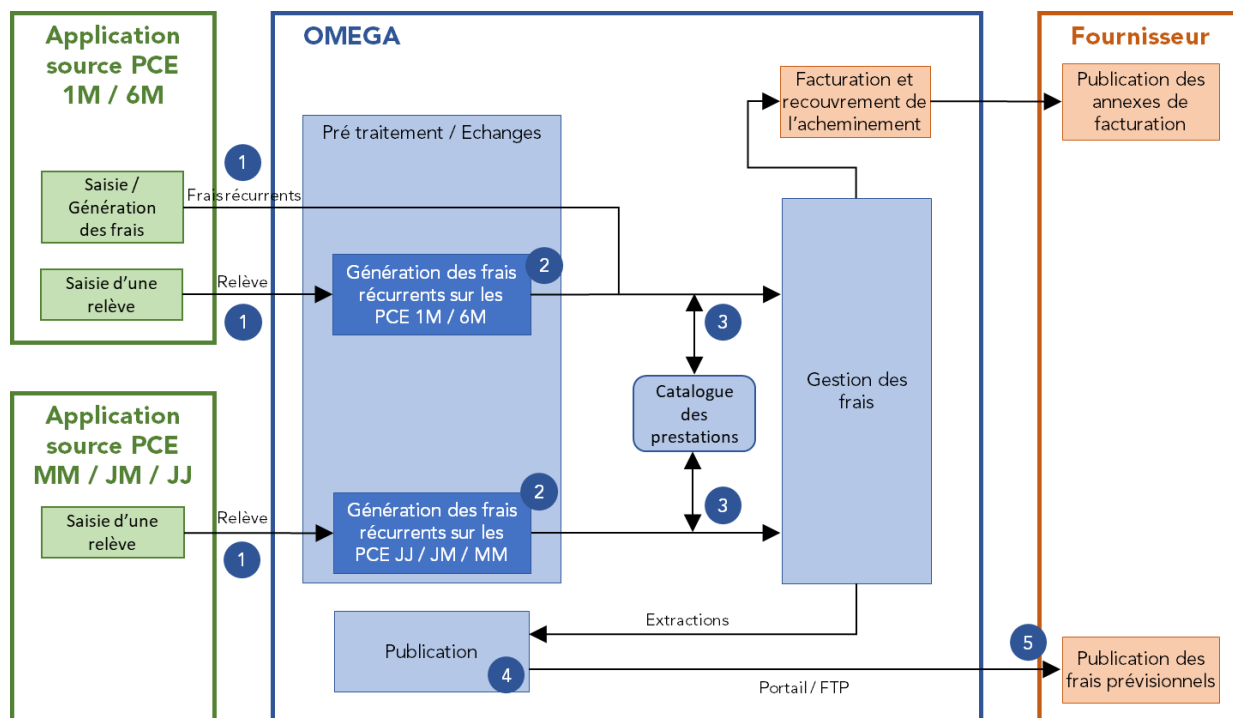 Application
source PCE
1M / 6M
Saisie /
Génération
des frais
Saisie d'une
relève
1
Frais récurrents
Relève
1
Application
source PCE
MM / JM / JJ
Saisie d'une
relève
Relève
1
OMEGA
Pré traitement / Echanges
Génération des frais
récurrents sur les
PCE 1M / 6M
2
Génération des frais
récurrents sur les
PCE JJ / JM / MM
2
3
Catalogue
des
prestations
3
Facturation et
recouvrement de
l'acheminement
Gestion des
frais
Extractions
Publication
4
Portail / FTP
Fournisseur
Publication des
annexes de
facturation
5
Publication des
frais prévisionnels